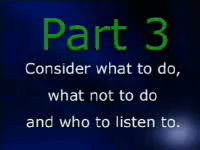 Part 3
Consider what to do,
what not to do
and who to listen to.